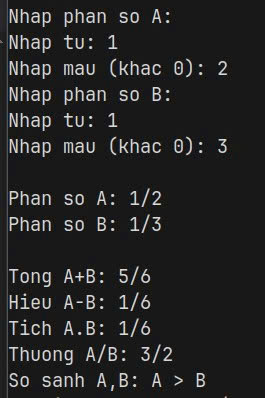 Nhap phan so A:
Nhap tu: 1
Nhap mau (khac 0): 2
Nhap phan so B:
Nhap tu: 1
Nhap mau (khac 0): 3
Phan so A: 1/2
Phan so B: 1/3
Tong A+B: 5/6
Hieu A-B: 1/6
Tich A.B: 1/6
Thuong A/B: 3/2
So sanh A,B: A > B